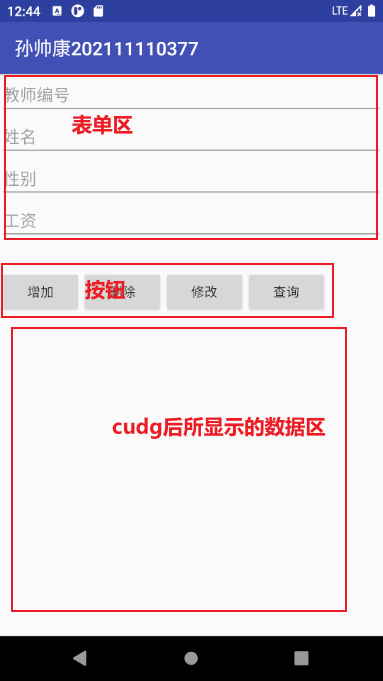 12:44 LTE
孙帅康202111110377
教师编号
表单区
姓名
性别
工资
增加 按钮 删除 修改 查询
cudg后所显示的数据区